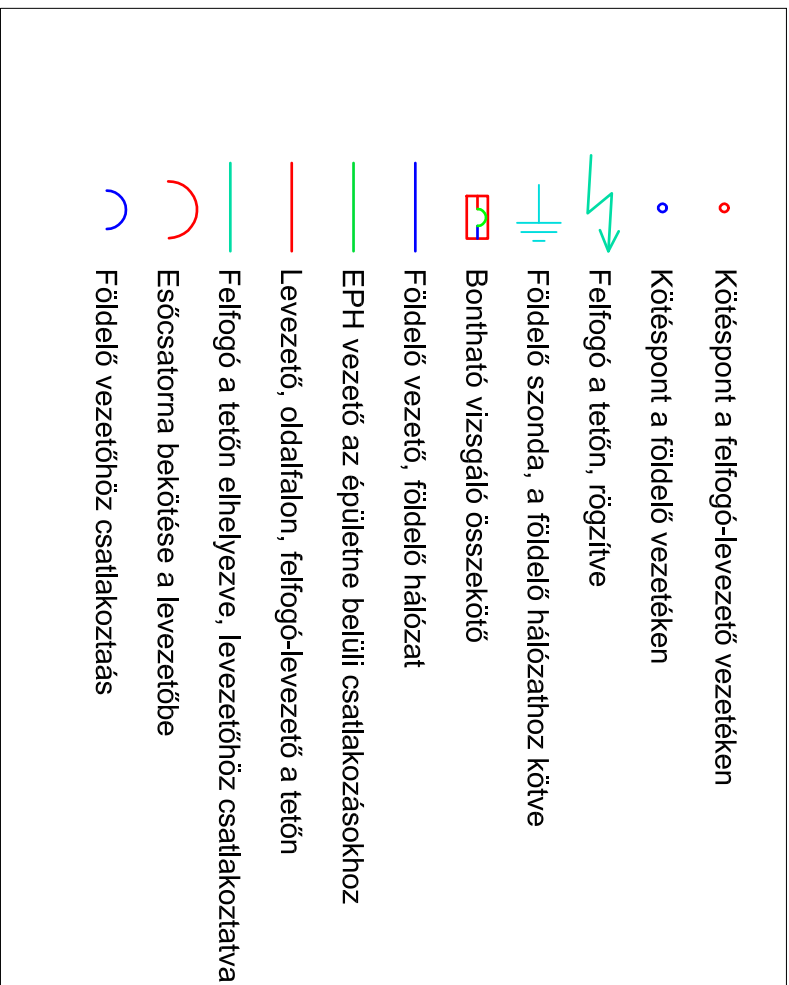 Kötéspont a felfogó-levezető vezetéken
Kötéspont a földelő vezetéken
Felfogó a tetőn, rögzítve
Földelő szonda, a földelő hálózathoz kötve
Bontható vizsgáló összekötő
Földelő vezető, földelő hálózat
EPH vezető az épületne belüli csatlakozásokhoz
Levezető, oldalfalon, felfogó-levezető a tetőn
Felfogó a tetőn elhelyezve, levezetőhöz csatlakoztatva
Esőcsatorna bekötése a levezetőbe
Földelő vezetőhöz csatlakoztaás